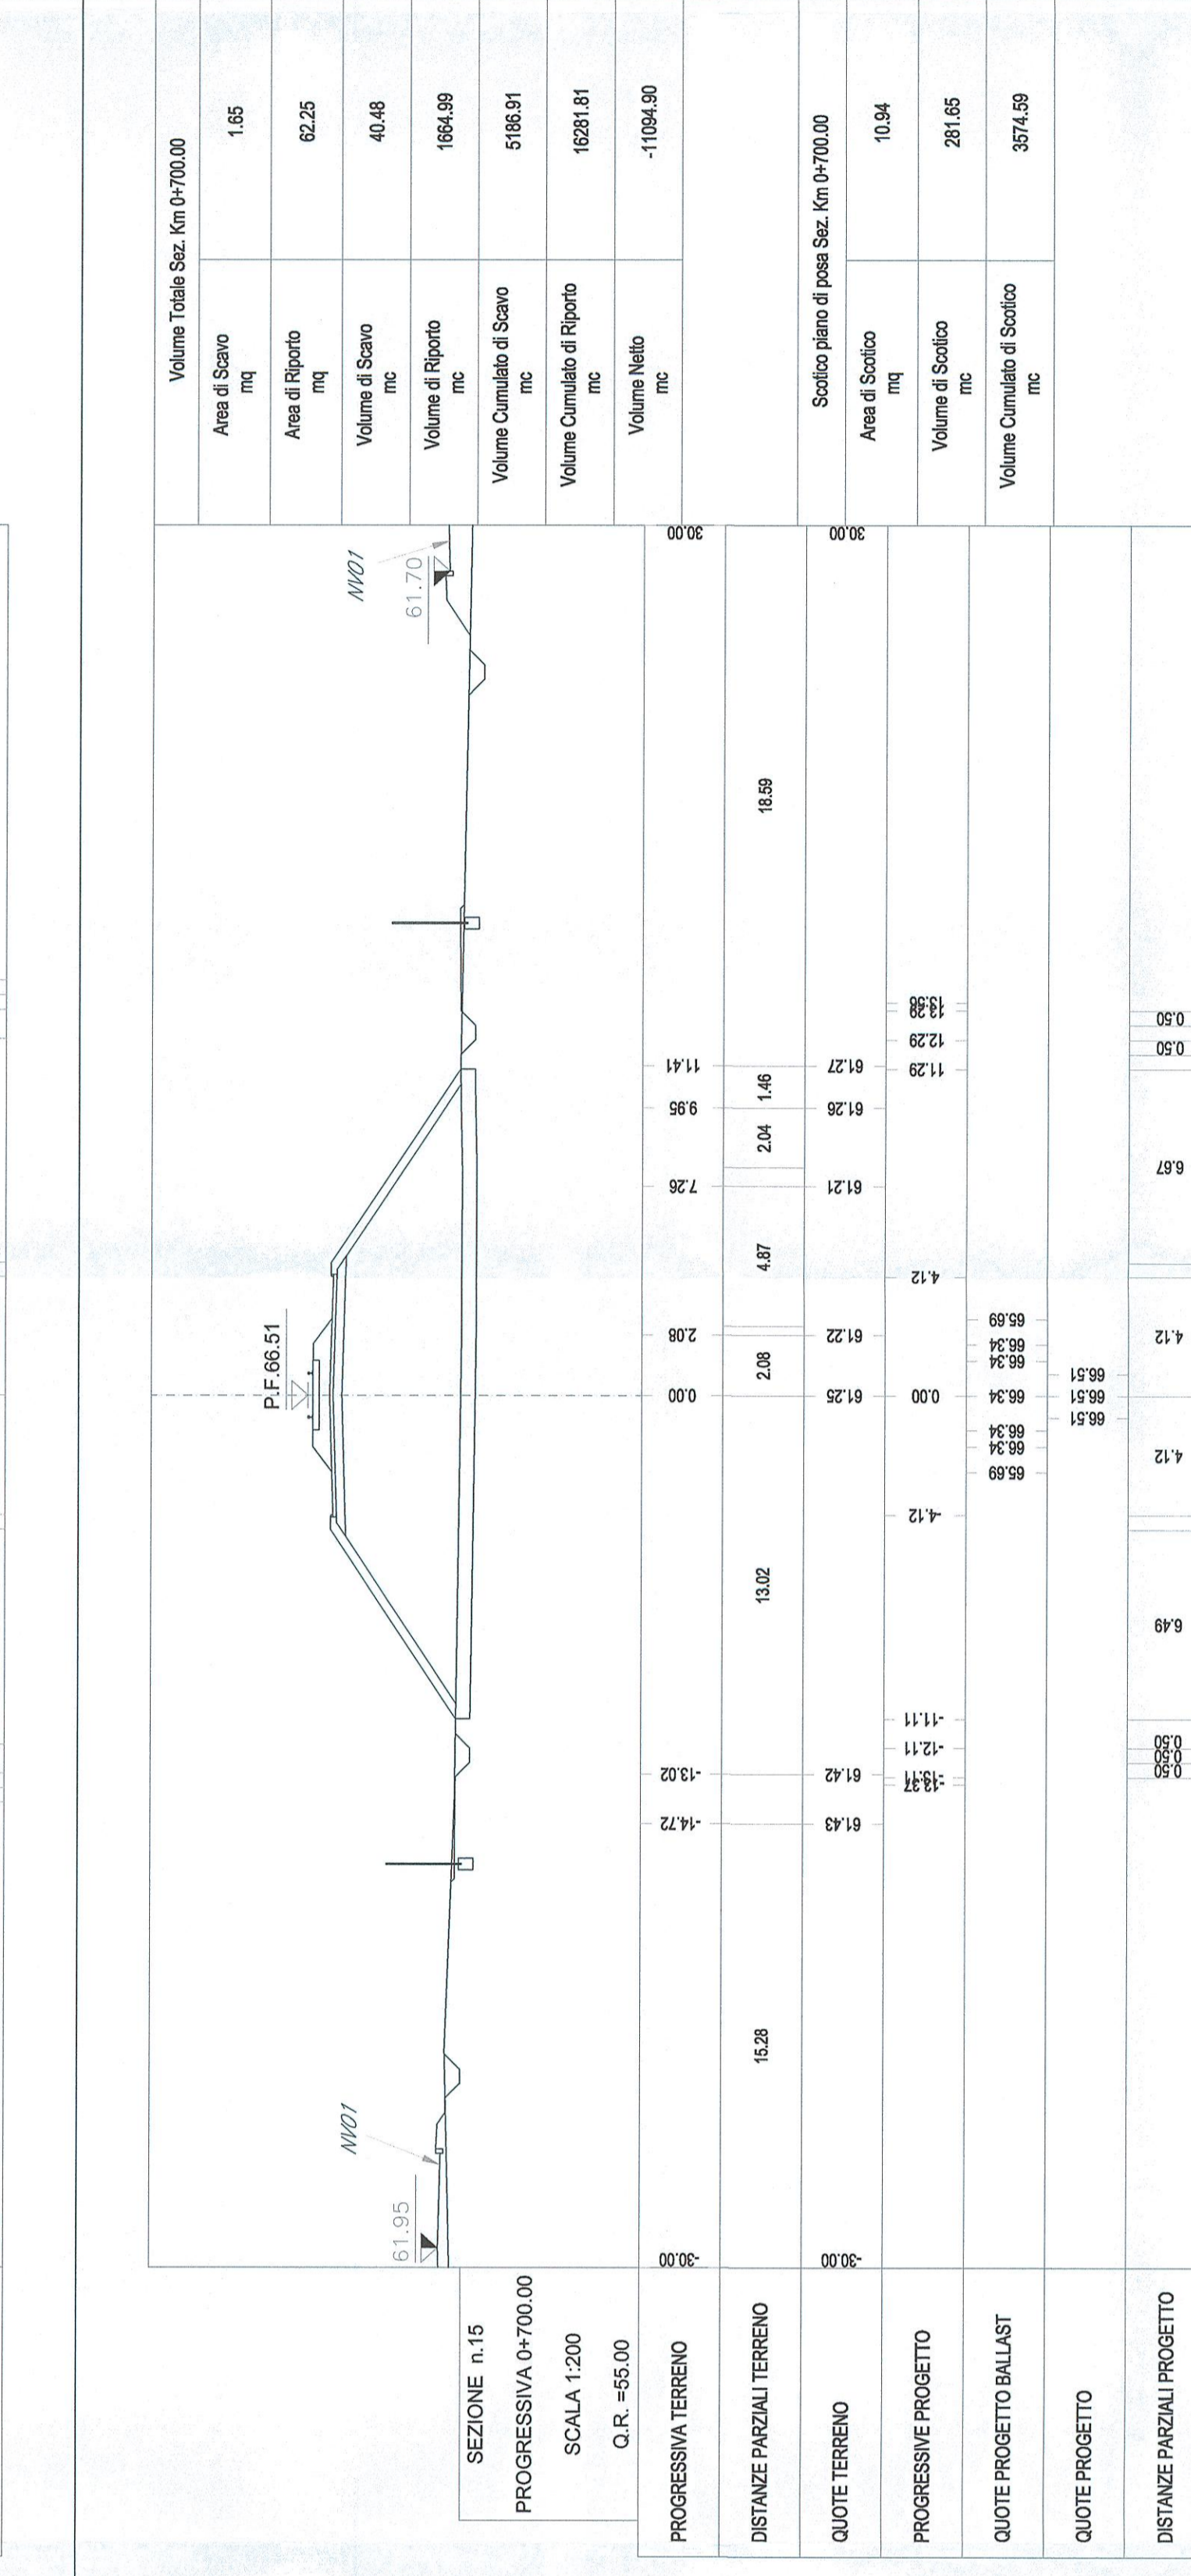 P.F.66.51
NV01
61.95
NV01
61.70
SEZIONE n.15
PROGRESSIVA 0+700.00
SCALA 1:200
Q.R. =55.00
PROGRESSIVA TERRENO
-30.00
-14.72
-13.02
0.00
2.08
7.26
9.95
11.41
30.00
DISTANZE PARZIALI TERRENO
15.28
13.02
2.08
4.87
2.04
1.46
18.59
QUOTE TERRENO
-30.00
61.43
61.42
61.25
61.22
61.21
61.26
61.27
30.00
PROGRESSIVE PROGETTO
-13.37
-13.11
-12.11
-11.11
-4.12
0.00
4.12
11.29
12.29
13.29
13.56
QUOTE PROGETTO BALLAST
65.69
66.34
66.34
66.34
66.34
66.34
65.69
QUOTE PROGETTO
66.51
66.51
66.51
DISTANZE PARZIALI PROGETTO
0.50
0.50
0.50
6.49
4.12
4.12
6.67
0.50
0.50
Volume Totale Sez. Km 0+700.00
Area di Scavo
mq
1.65
Area di Riporto
mq
62.25
Volume di Scavo
mc
40.48
Volume di Riporto
mc
1664.99
Volume Cumulato di Scavo
mc
5186.91
Volume Cumulato di Riporto
mc
16281.81
Volume Netto
mc
-11094.90
Scotico piano di posa Sez. Km 0+700.00
Area di Scotico
mq
10.94
Volume di Scotico
mc
281.65
Volume Cumulato di Scotico
mc
3574.59